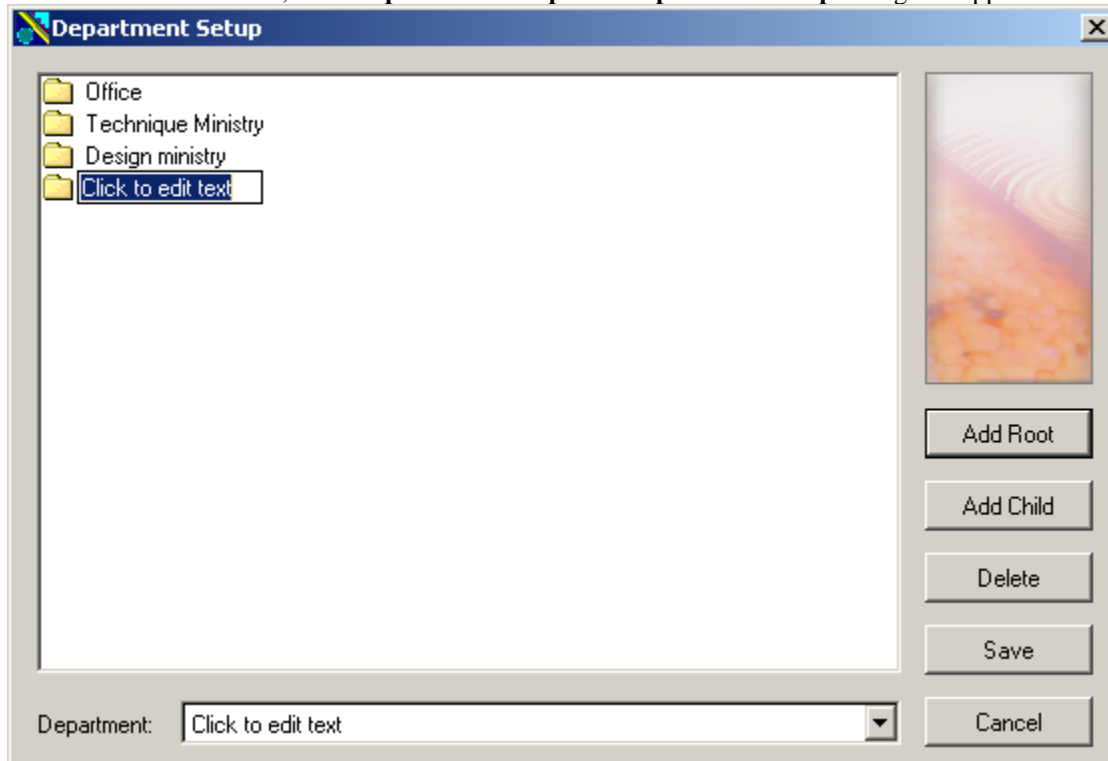 Department Setup
Office
Technique Ministry
Design ministry
Click to edit text
Add Root
Add Child
Delete
Save
Department: Click to edit text
Cancel